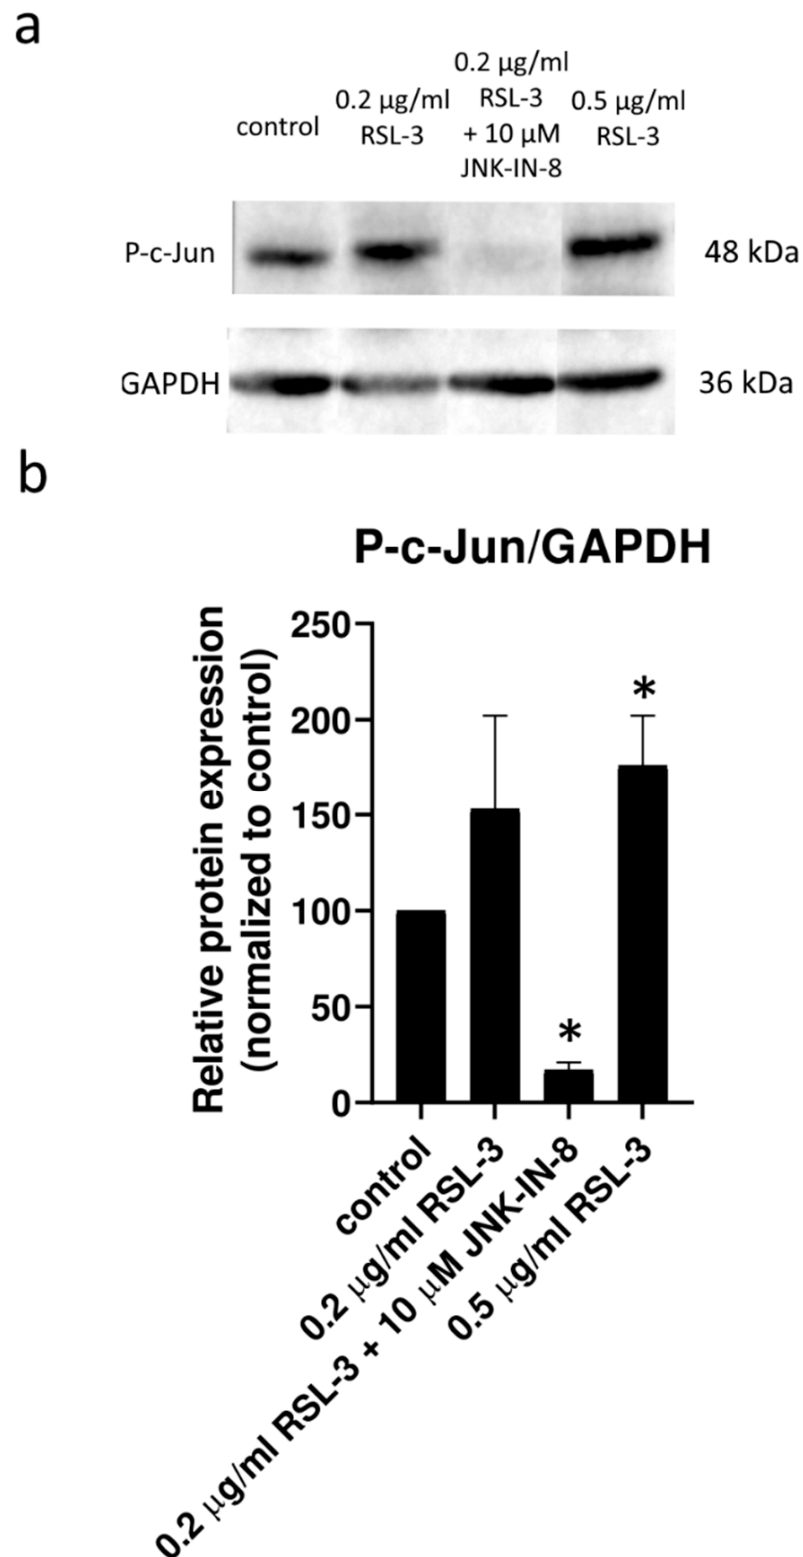 a
control
0.2 µg/ml
RSL-3
0.2 µg/ml
RSL-3
+ 10 µM
JNK-IN-8
0.5 µg/ml
RSL-3
P-c-Jun
48 kDa
GAPDH
36 kDa
b
P-c-Jun/GAPDH
Relative protein expression
(normalized to control)
250
200
150
100
50
0
*
*
control
0.2 µg/ml RSL-3
0.2 µg/ml RSL-3 + 10 µM JNK-IN-8
0.5 µg/ml RSL-3